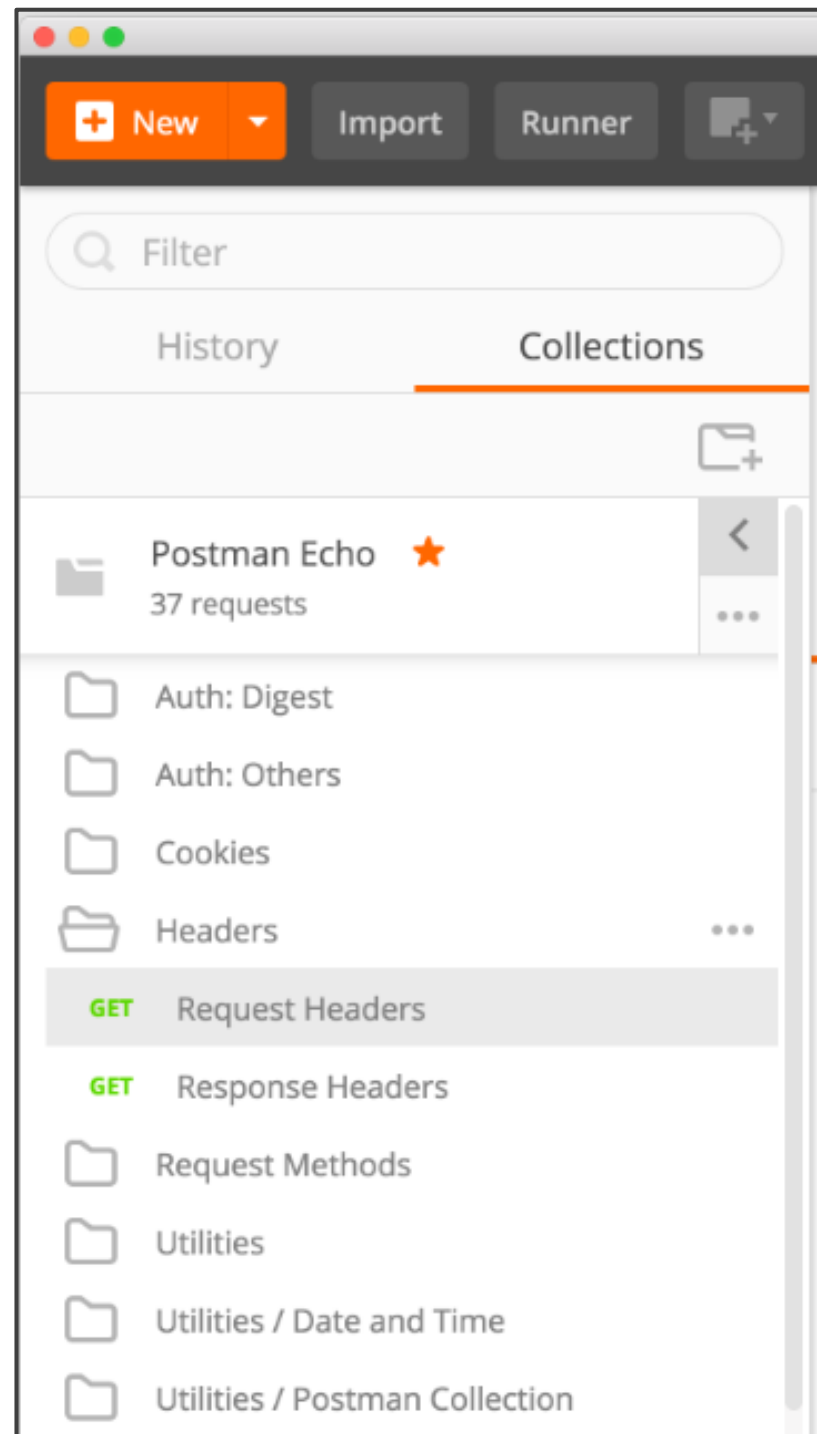 New Import Runner
Filter
History Collections
Postman Echo
37 requests
Auth: Digest
Auth: Others
Cookies
Headers
GET Request Headers
GET Response Headers
Request Methods
Utilities
Utilities / Date and Time
Utilities / Postman Collection